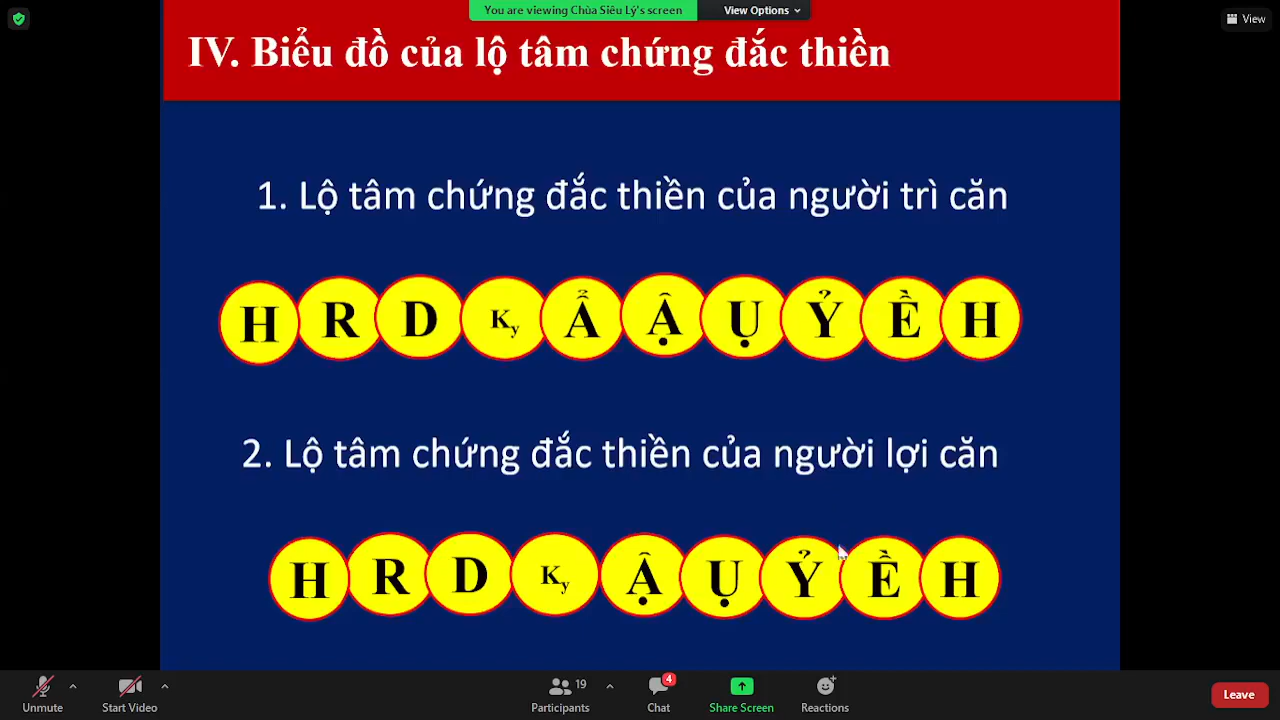 You are viewing Chùa Siêu Lý's screen
View Options
View
IV. Biểu đồ của lộ tâm chứng đắc thiền
1. Lộ tâm chứng đắc thiền của người trì căn
H R D Ky Ẩ Ậ Ụ Ỷ Ề H
2. Lộ tâm chứng đắc thiền của người lợi căn
H R D Ky Ậ Ụ Ỷ Ề H
19
4
Unmute
Start Video
Participants
Chat
Share Screen
Reactions
Leave